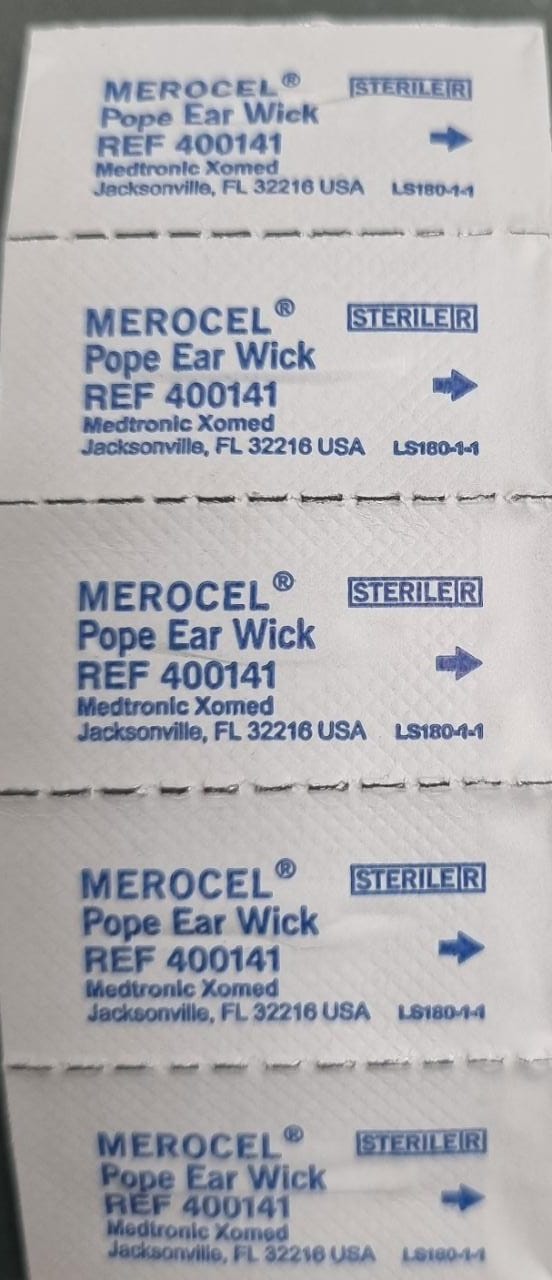 MEROCEL® STERILE R
Pope Ear Wick
REF 400141
Medtronic Xomed
Jacksonville, FL 32216 USA LS180-1-1
MEROCEL® STERILE R
Pope Ear Wick
REF 400141
Medtronic Xomed
Jacksonville, FL 32216 USA LS180-1-1
MEROCEL® STERILE R
Pope Ear Wick
REF 400141
Medtronic Xomed
Jacksonville, FL 32216 USA LS180-1-1
MEROCEL® STERILE R
Pope Ear Wick
REF 400141
Medtronic Xomed
Jacksonville, FL 32216 USA LS180-1-1
MEROCEL® STERILE R
Pope Ear Wick
REF 400141
Medtronic Xomed
Jacksonville, FL 32216 USA LS180-1-1